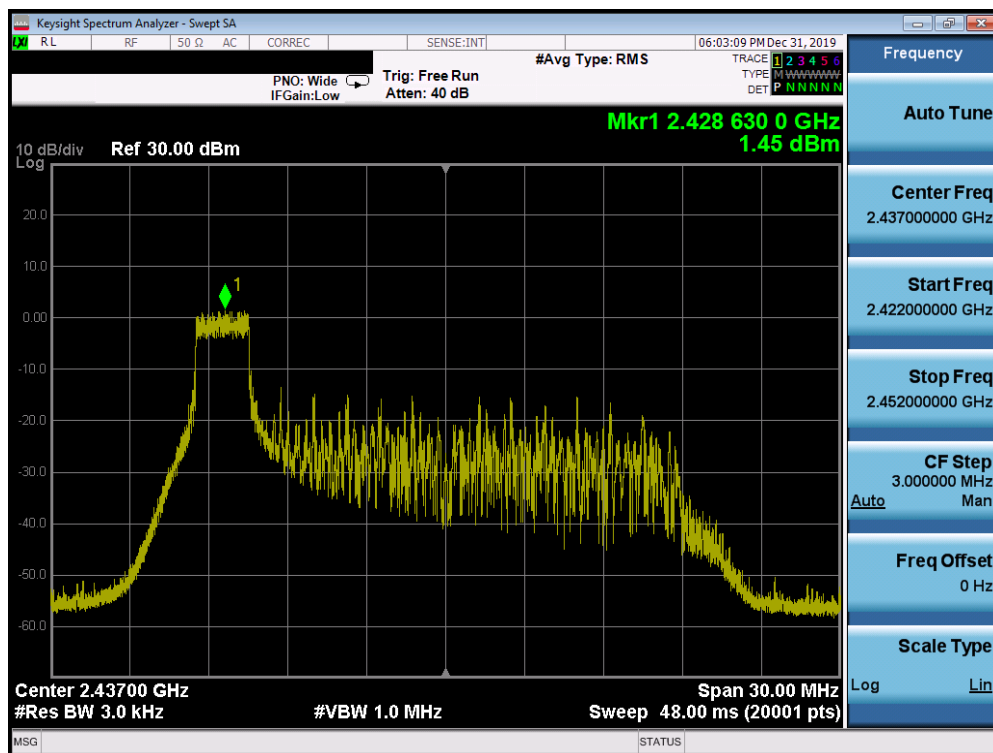 Keysight Spectrum Analyzer - Swept SA
LXI RL RF 50 Ω AC CORREC SENSE:INT 06:03:09 PM Dec 31, 2019
#Avg Type: RMS TRACE 1 2 3 4 5 6
PNO: Wide Trig: Free Run TYPE M WWWWW
IFGain:Low Atten: 40 dB DET P N N N N N
Mkr1 2.428 630 0 GHz
1.45 dBm
10 dB/div Ref 30.00 dBm
Log
20.0
10.0
1
0.00
-10.0
-20.0
-30.0
-40.0
-50.0
-60.0
Center 2.43700 GHz Span 30.00 MHz
#Res BW 3.0 kHz #VBW 1.0 MHz Sweep 48.00 ms (20001 pts)
MSG STATUS
Frequency
Auto Tune
Center Freq
2.437000000 GHz
Start Freq
2.422000000 GHz
Stop Freq
2.452000000 GHz
CF Step
3.000000 MHz
Auto Man
Freq Offset
0 Hz
Scale Type
Log Lin